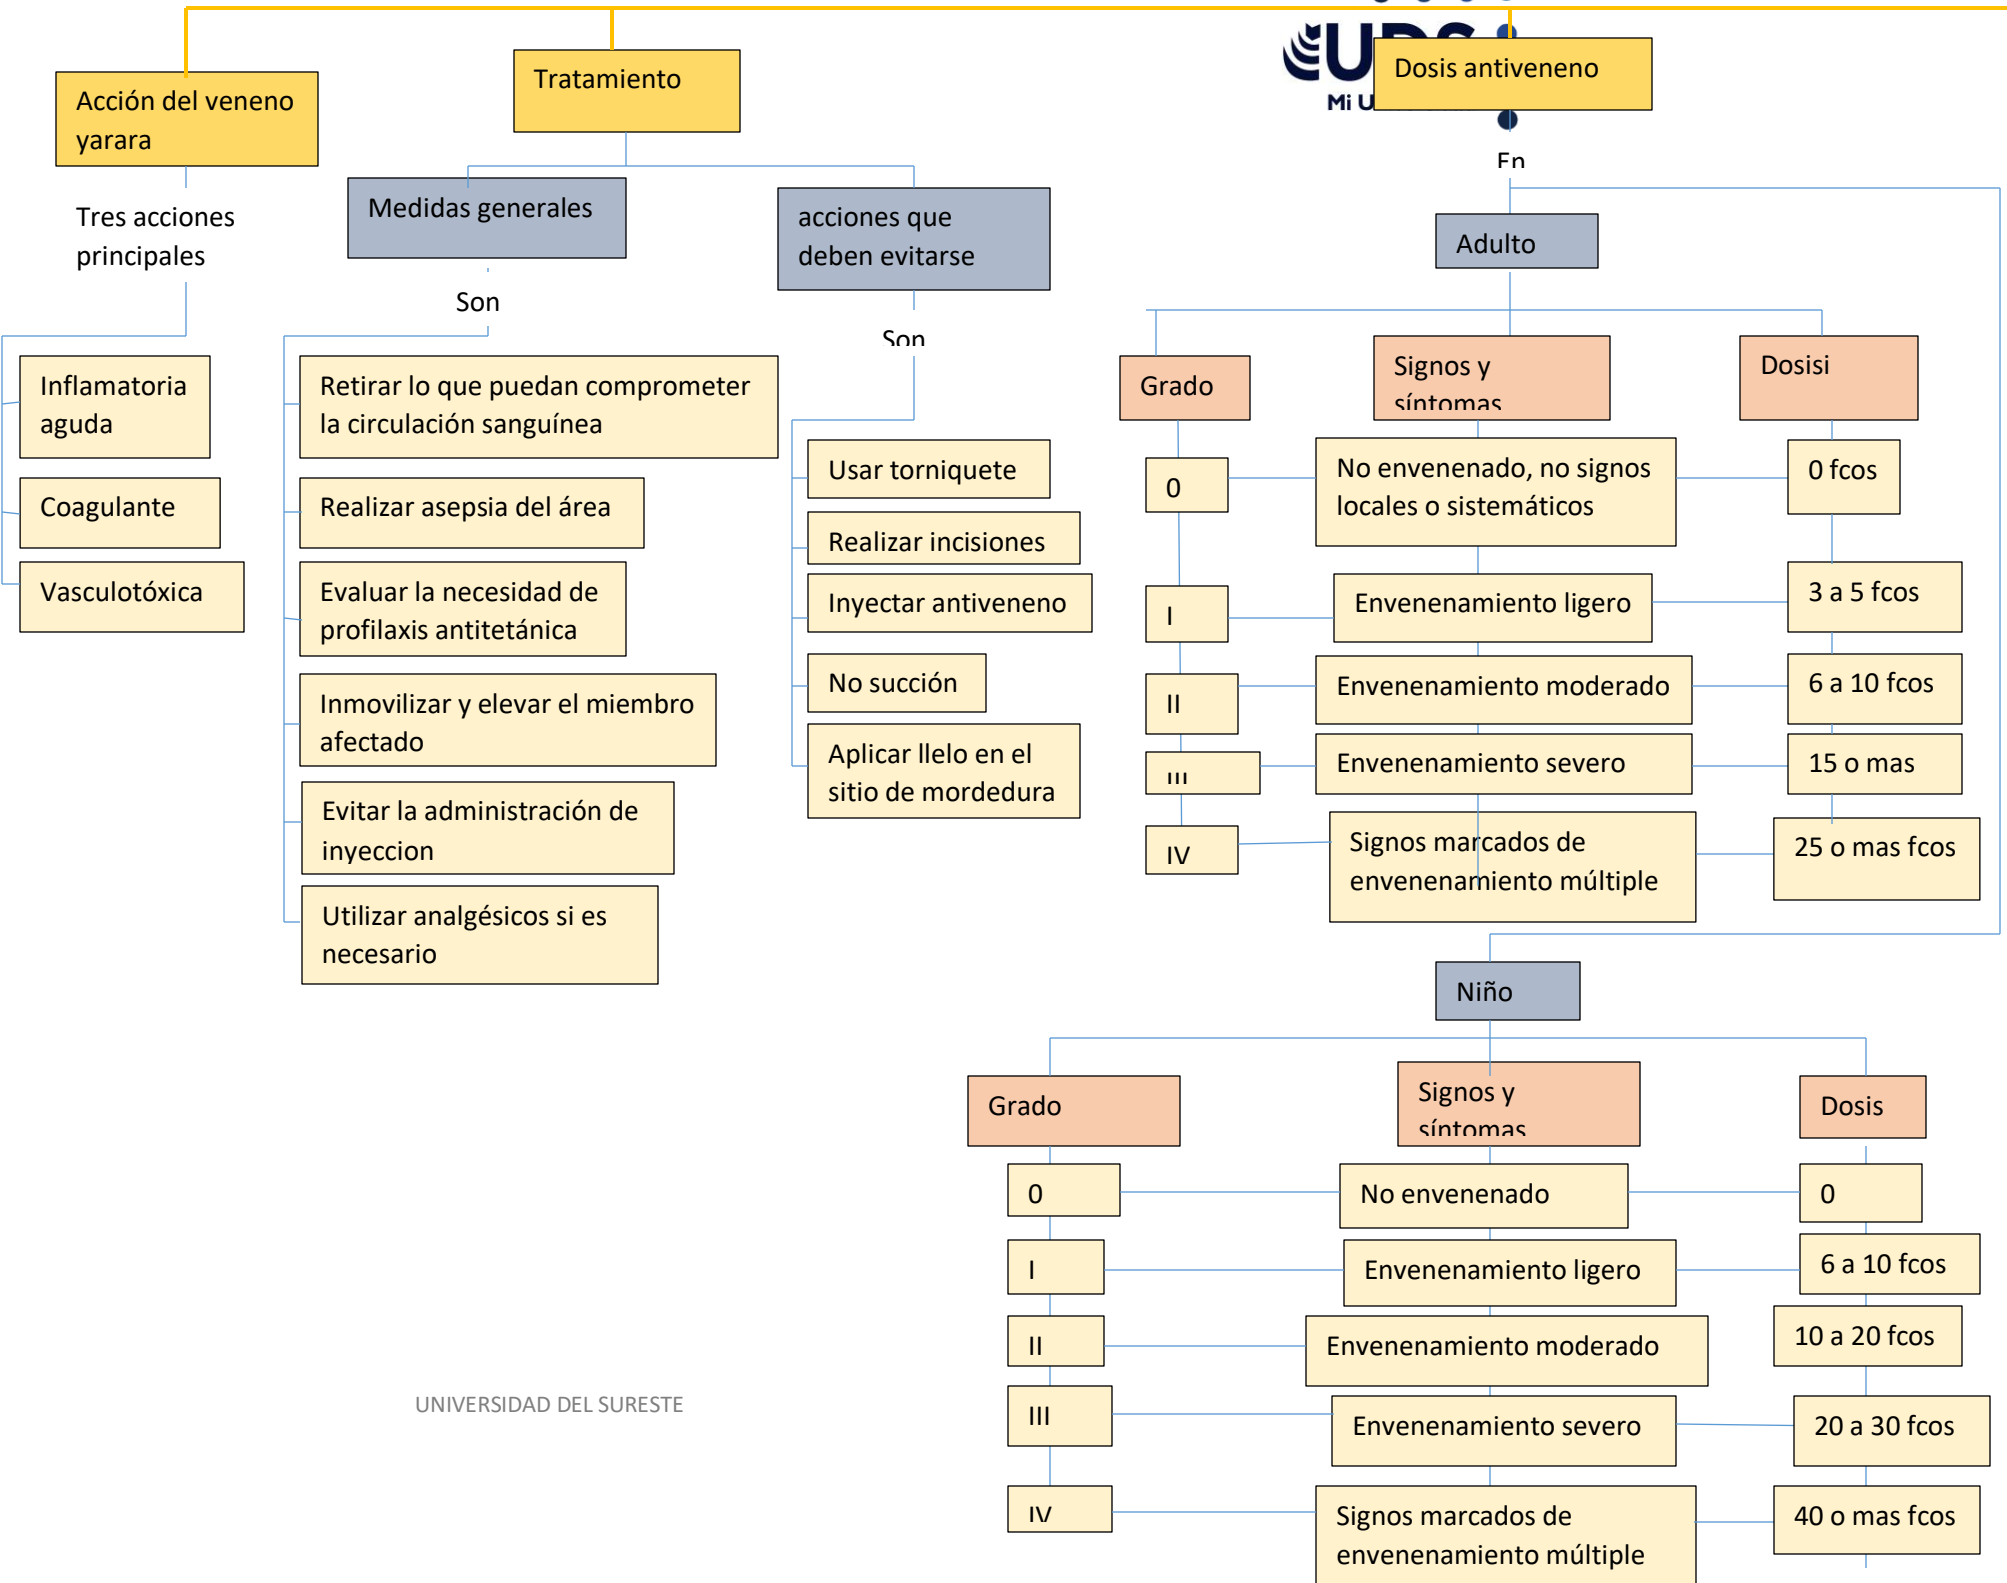 Acción del veneno
yarara
Tres acciones
principales
Inflamatoria
aguda
Coagulante
Vasculotóxica
Tratamiento
Medidas generales
Son
Retirar lo que puedan comprometer
la circulación sanguínea
Realizar asepsia del área
Evaluar la necesidad de
profilaxis antitetánica
Inmovilizar y elevar el miembro
afectado
Evitar la administración de
inyeccion
Utilizar analgésicos si es
necesario
acciones que
deben evitarse
Son
Usar torniquete
Realizar incisiones
Inyectar antiveneno
No succión
Aplicar llelo en el
sitio de mordedura
Mi U
Dosis antiveneno
En
Adulto
Grado
Signos y
síntomas
Dosisi
0
No envenenado, no signos
locales o sistemáticos
0 fcos
I
Envenenamiento ligero
3 a 5 fcos
II
Envenenamiento moderado
6 a 10 fcos
III
Envenenamiento severo
15 o mas
IV
Signos marcados de
envenenamiento múltiple
25 o mas fcos
Niño
Grado
Signos y
síntomas
Dosis
0
No envenenado
0
I
Envenenamiento ligero
6 a 10 fcos
II
Envenenamiento moderado
10 a 20 fcos
III
Envenenamiento severo
20 a 30 fcos
IV
Signos marcados de
envenenamiento múltiple
40 o mas fcos
UNIVERSIDAD DEL SURESTE